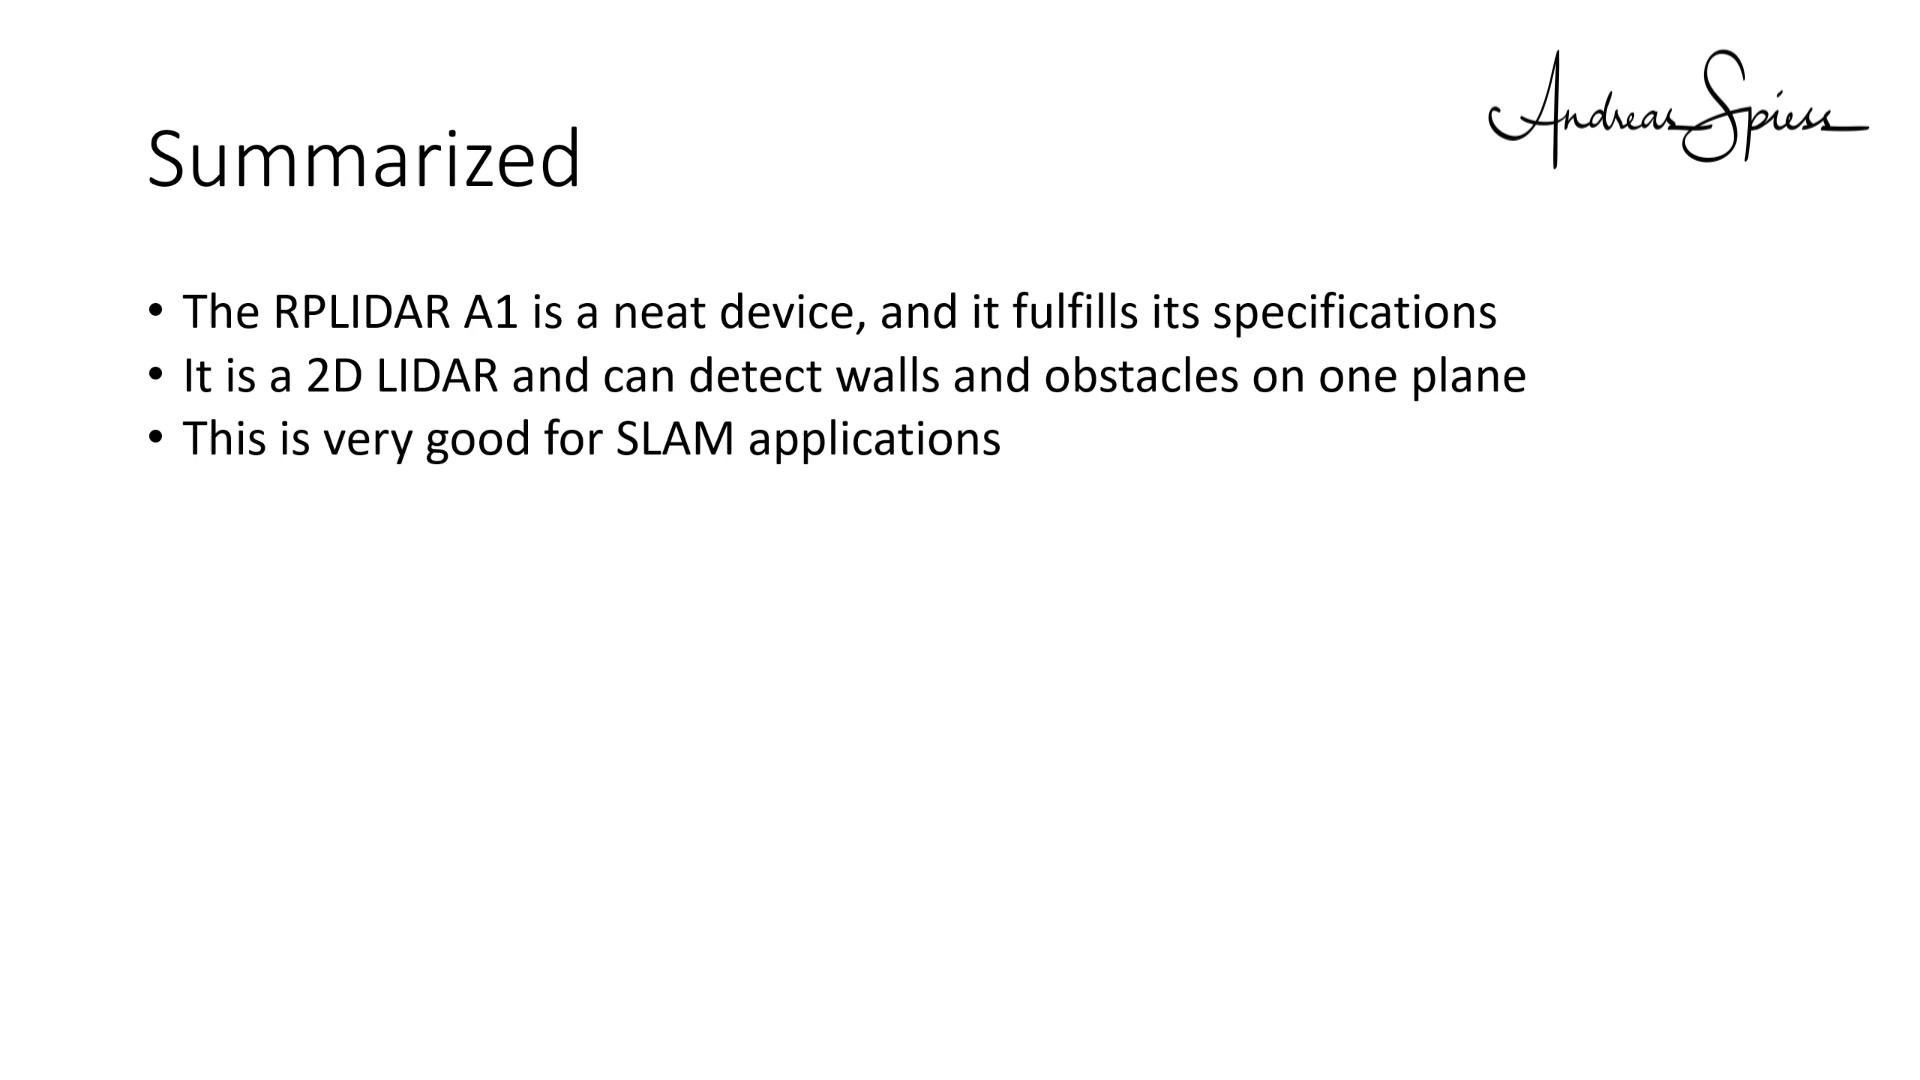 Andreas Spiess
Summarized
• The RPLIDAR A1 is a neat device, and it fulfills its specifications
• It is a 2D LIDAR and can detect walls and obstacles on one plane
• This is very good for SLAM applications